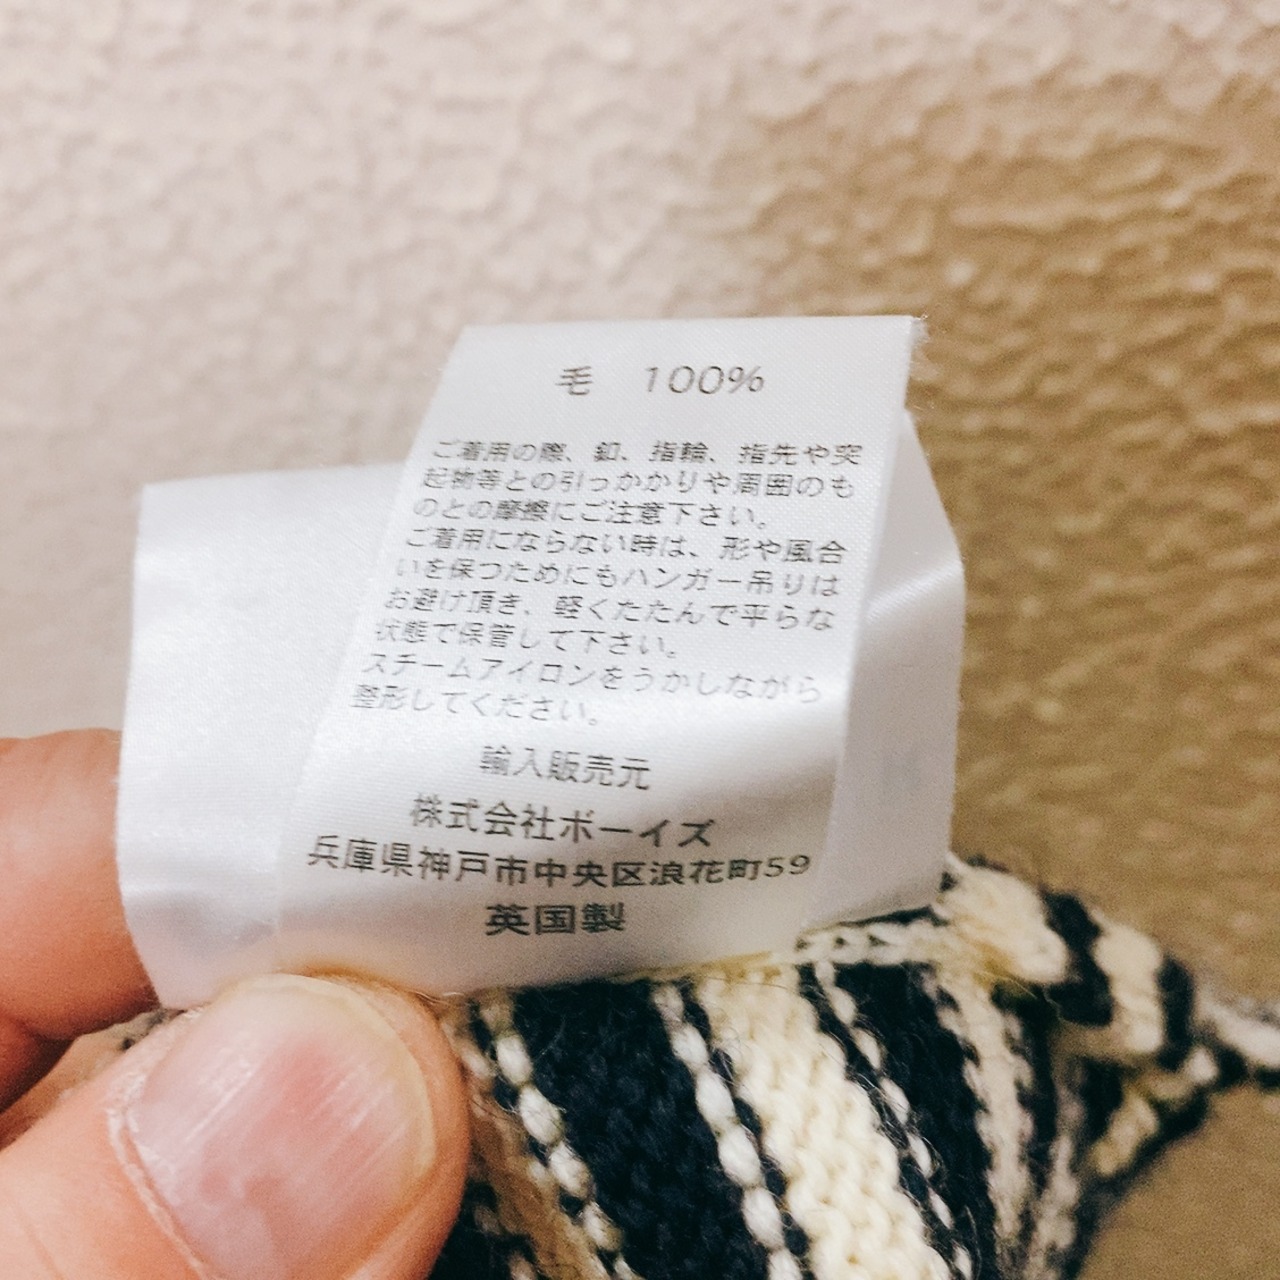 毛 100%
ご着用の際、釦、指輪、指先や突
起物等との引っかかりや周囲のも
のとの摩擦にご注意下さい。
ご着用にならない時は、形や風合
いを保つためにもハンガー吊りは
お避け頂き、軽くたたんで平らな
状態で保管して下さい。
スチームアイロンをうかしながら
整形してください。
輸入販売元
株式会社ボーイズ
兵庫県神戸市中央区浪花町59
英国製